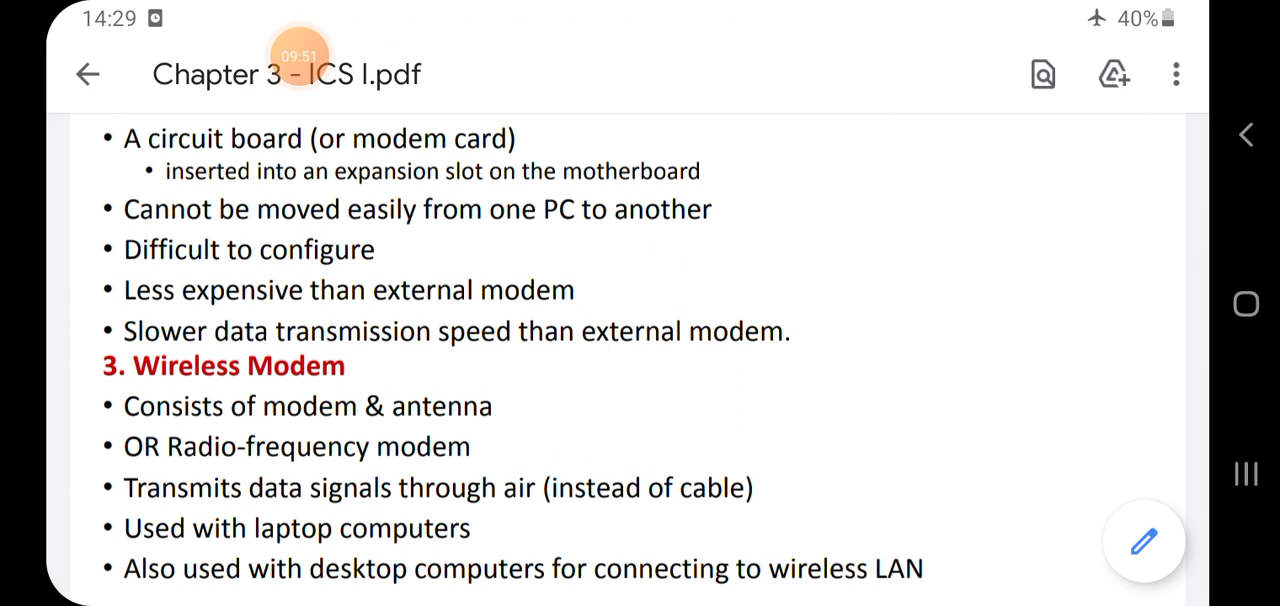 14:29
40%
09:51
Chapter 3 - ICS I.pdf
• A circuit board (or modem card)
• inserted into an expansion slot on the motherboard
• Cannot be moved easily from one PC to another
• Difficult to configure
• Less expensive than external modem
• Slower data transmission speed than external modem.
3. Wireless Modem
• Consists of modem & antenna
• OR Radio-frequency modem
• Transmits data signals through air (instead of cable)
• Used with laptop computers
• Also used with desktop computers for connecting to wireless LAN